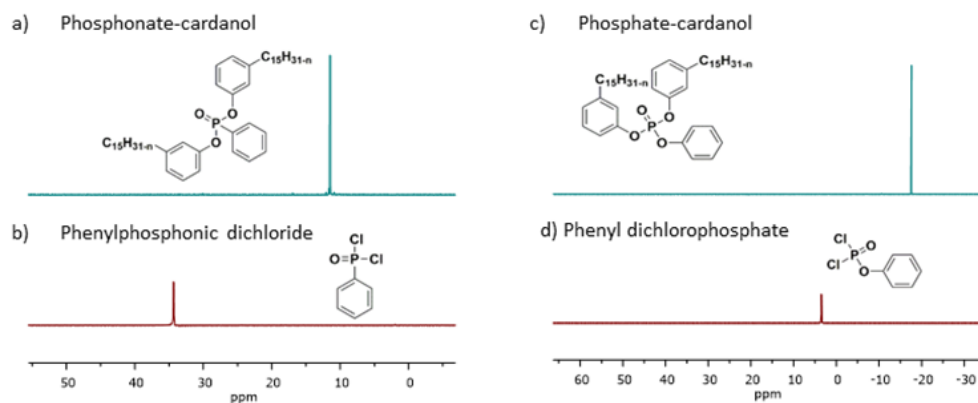 a) Phosphonate-cardanol
C15H31-n
O
O
P
O
C15H31-n
b) Phenylphosphonic dichloride
Cl
O
P
Cl
50 40 30 20 10 0
ppm
c) Phosphate-cardanol
C15H31-n
C15H31-n
O
O
P
O
O
d) Phenyl dichlorophosphate
Cl
O
P
Cl
O
60 50 40 30 20 10 0 -10 -20 -30
ppm